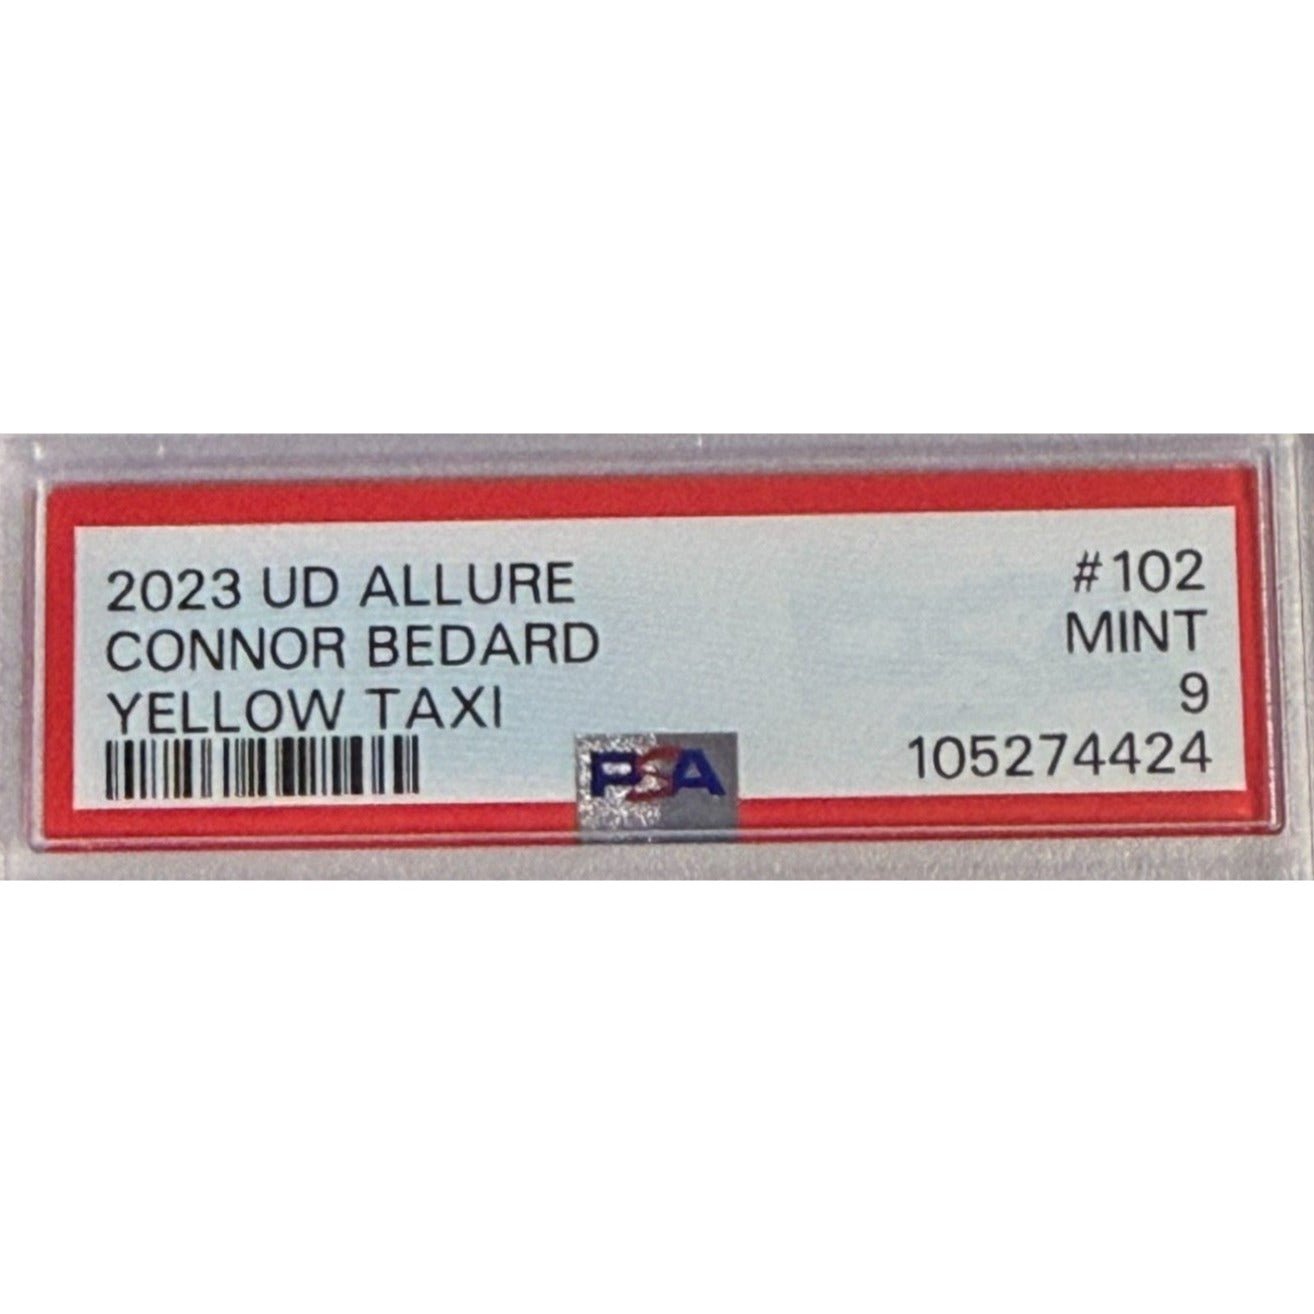 2023 UD ALLURE #102
CONNOR BEDARD MINT
YELLOW TAXI 9
PSA 105274424